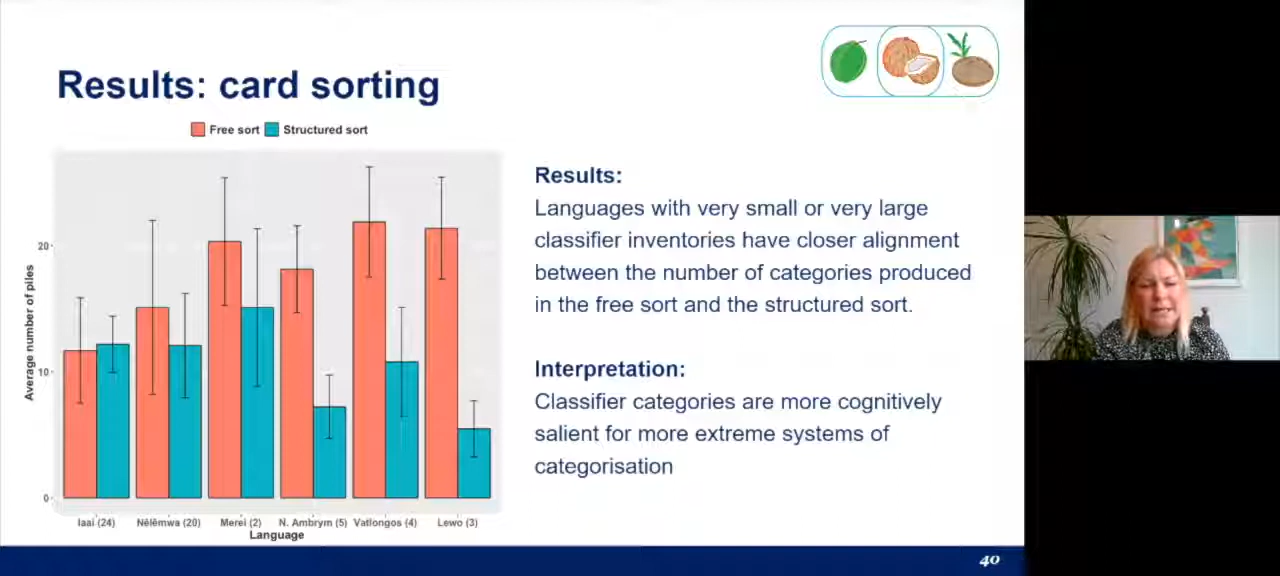 Results: card sorting
Free sort Structured sort
Results:
Languages with very small or very large
classifier inventories have closer alignment
between the number of categories produced
in the free sort and the structured sort.
Interpretation:
Classifier categories are more cognitively
salient for more extreme systems of
categorisation
Average number of piles
20
10
0
Iaai (24) Nêlêmwa (20) Merei (2) N. Ambrym (5) Vatlongos (4) Lewo (3)
Language
40